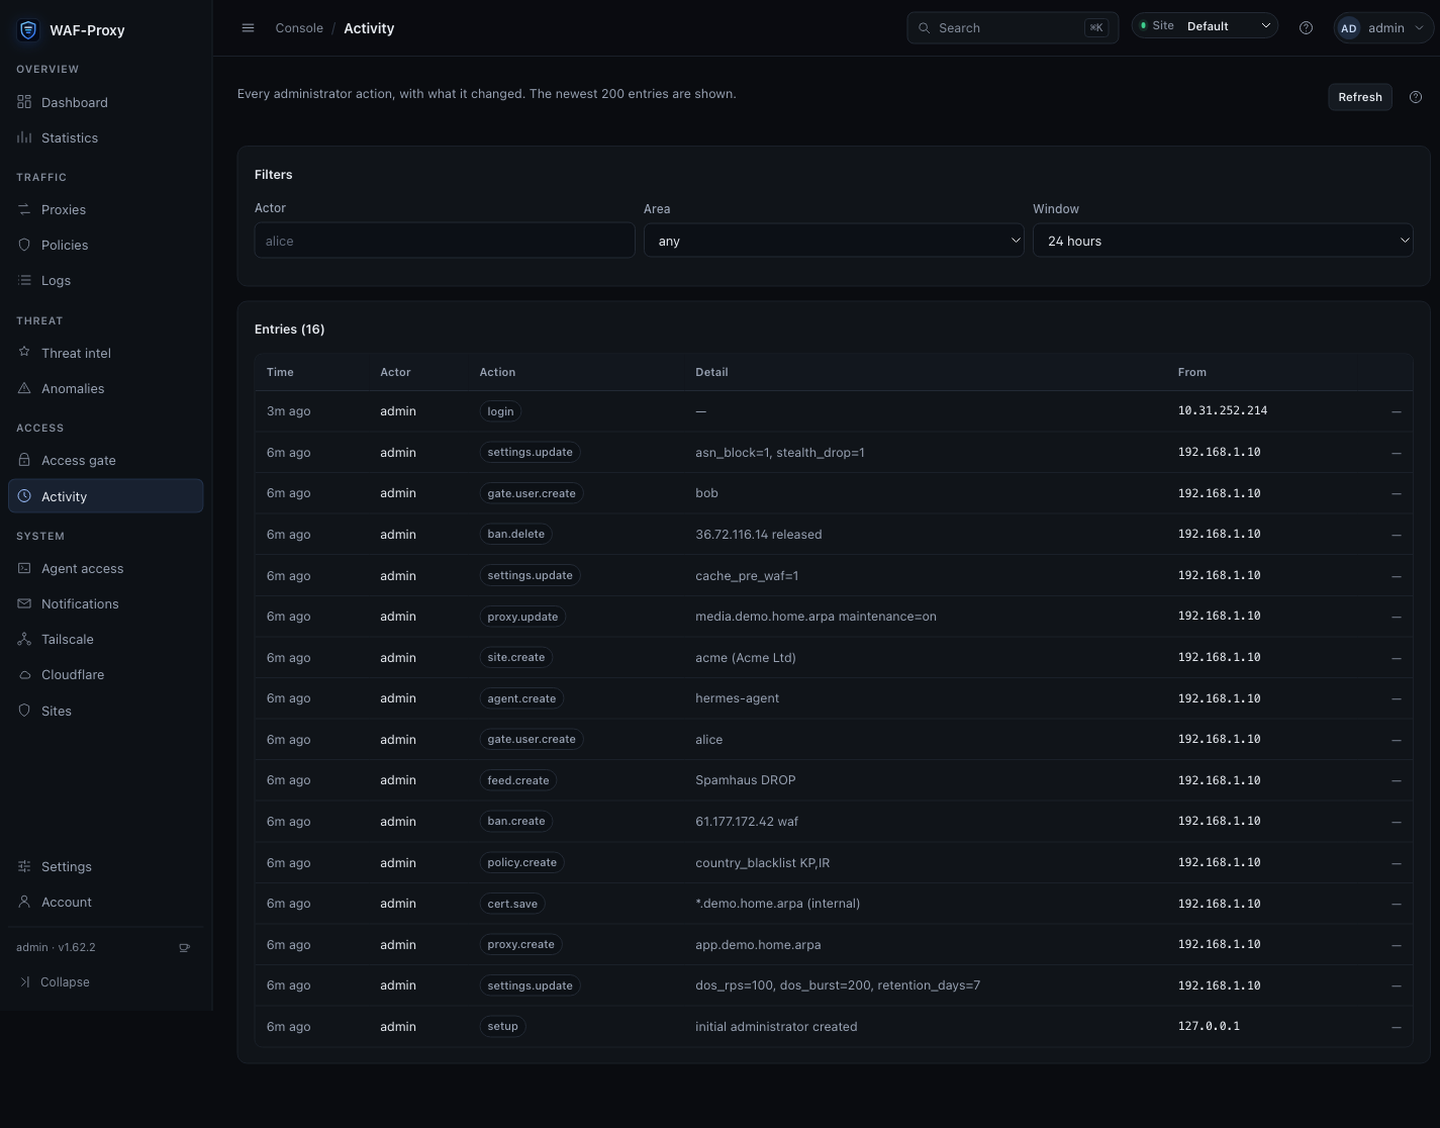 WAF-Proxy
OVERVIEW
Dashboard
Statistics
TRAFFIC
Proxies
Policies
Logs
THREAT
Threat intel
Anomalies
ACCESS
Access gate
Activity
SYSTEM
Agent access
Notifications
Tailscale
Cloudflare
Sites
Settings
Account
admin · v1.62.2
Collapse
Console / Activity
Search ⌘K
Site Default
AD admin
Every administrator action, with what it changed. The newest 200 entries are shown.
Refresh
Filters
Actor Area Window
alice any 24 hours
Entries (16)
Time Actor Action Detail From
3m ago admin login — 10.31.252.214 —
6m ago admin settings.update asn_block=1, stealth_drop=1 192.168.1.10 —
6m ago admin gate.user.create bob 192.168.1.10 —
6m ago admin ban.delete 36.72.116.14 released 192.168.1.10 —
6m ago admin settings.update cache_pre_waf=1 192.168.1.10 —
6m ago admin proxy.update media.demo.home.arpa maintenance=on 192.168.1.10 —
6m ago admin site.create acme (Acme Ltd) 192.168.1.10 —
6m ago admin agent.create hermes-agent 192.168.1.10 —
6m ago admin gate.user.create alice 192.168.1.10 —
6m ago admin feed.create Spamhaus DROP 192.168.1.10 —
6m ago admin ban.create 61.177.172.42 waf 192.168.1.10 —
6m ago admin policy.create country_blacklist KP,IR 192.168.1.10 —
6m ago admin cert.save *.demo.home.arpa (internal) 192.168.1.10 —
6m ago admin proxy.create app.demo.home.arpa 192.168.1.10 —
6m ago admin settings.update dos_rps=100, dos_burst=200, retention_days=7 192.168.1.10 —
6m ago admin setup initial administrator created 127.0.0.1 —